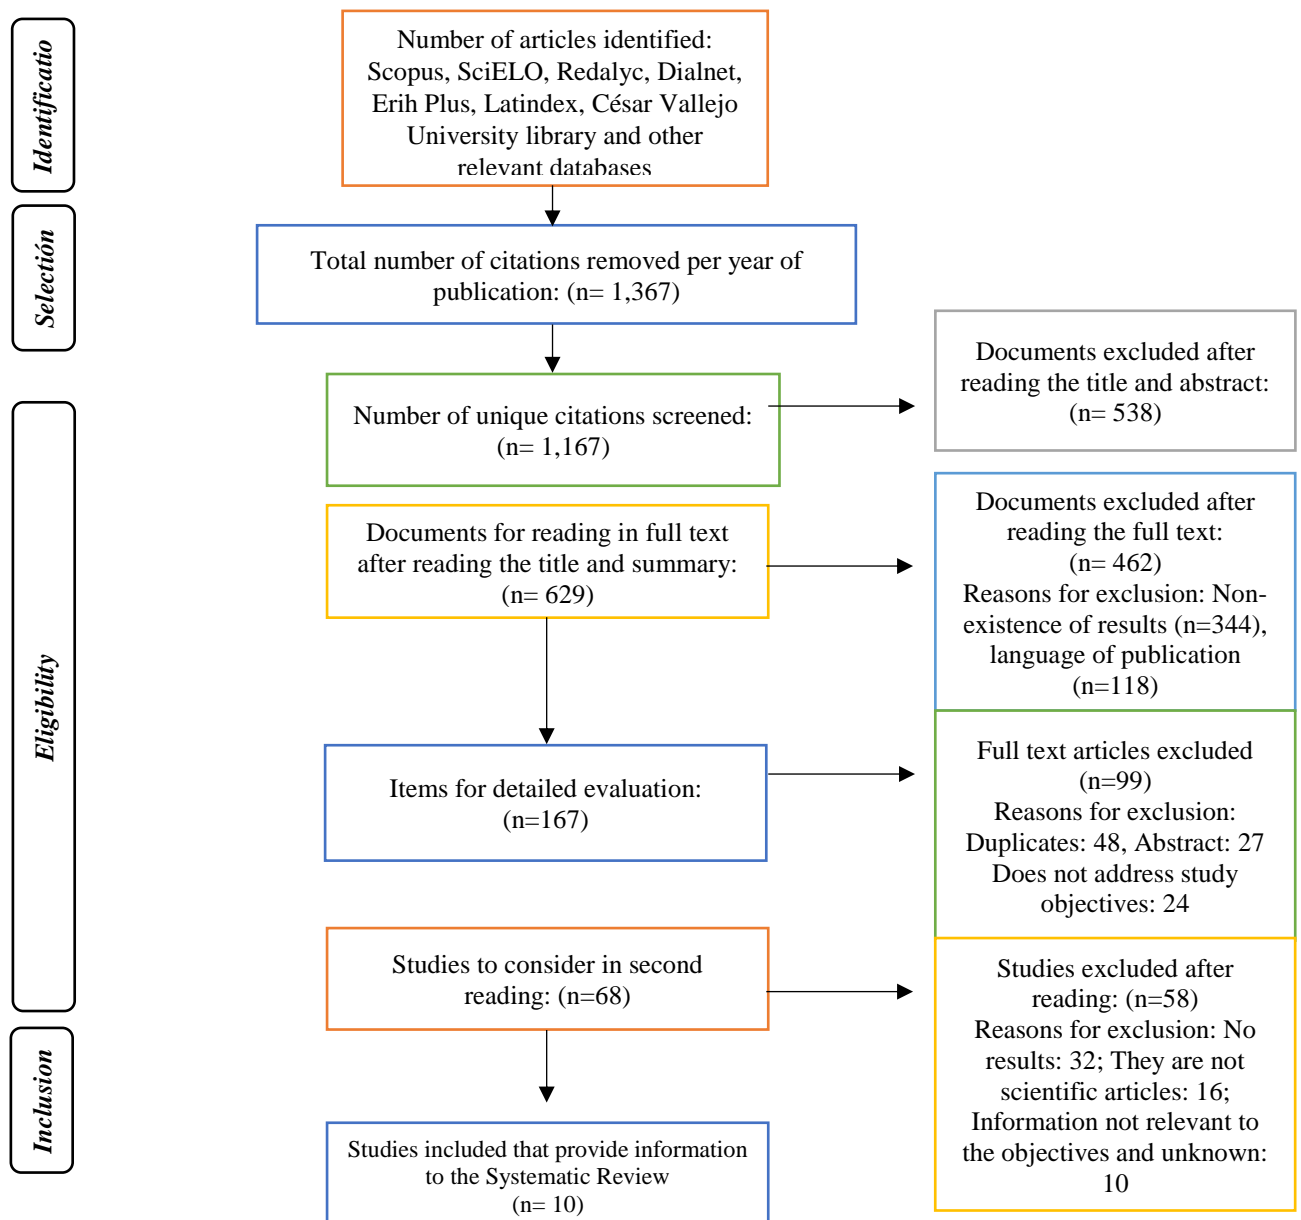 Identificatio
Number of articles identified:
Scopus, SciELO, Redalyc, Dialnet,
Erih Plus, Latindex, César Vallejo
University library and other
relevant databases
Selectión
Total number of citations removed per year of
publication: (n= 1,367)
Number of unique citations screened:
(n= 1,167)
Documents excluded after
reading the title and abstract:
(n= 538)
Eligibility
Documents for reading in full text
after reading the title and summary:
(n= 629)
Documents excluded after
reading the full text:
(n= 462)
Reasons for exclusion: Non-
existence of results (n=344),
language of publication
(n=118)
Items for detailed evaluation:
(n=167)
Full text articles excluded
(n=99)
Reasons for exclusion:
Duplicates: 48, Abstract: 27
Does not address study
objectives: 24
Studies to consider in second
reading: (n=68)
Studies excluded after
reading: (n=58)
Reasons for exclusion: No
results: 32; They are not
scientific articles: 16;
Information not relevant to
the objectives and unknown:
10
Inclusion
Studies included that provide information
to the Systematic Review
(n= 10)